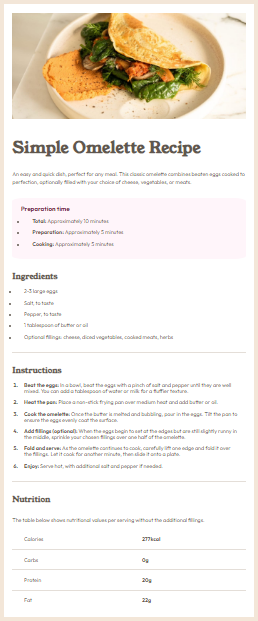 Simple Omelette Recipe
An easy and quick dish, perfect for any meal. This classic omelette combines beaten eggs cooked to
perfection, optionally filled with your choice of cheese, vegetables, or meats.
Preparation time
Total: Approximately 10 minutes
Preparation: Approximately 5 minutes
Cooking: Approximately 5 minutes
Ingredients
2-3 large eggs
Salt, to taste
Pepper, to taste
1 tablespoon of butter or oil
Optional fillings: cheese, diced vegetables, cooked meats, herbs
Instructions
1. Beat the eggs: In a bowl, beat the eggs with a pinch of salt and pepper until they are well
mixed. You can add a tablespoon of water or milk for a fluffier texture.
2. Heat the pan: Place a non-stick frying pan over medium heat and add butter or oil.
3. Cook the omelette: Once the butter is melted and bubbling, pour in the eggs. Tilt the pan to
ensure the eggs evenly coat the surface.
4. Add fillings (optional): When the eggs begin to set at the edges but are still slightly runny in
the middle, sprinkle your chosen fillings over one half of the omelette.
5. Fold and serve: As the omelette continues to cook, carefully lift one edge and fold it over
the fillings. Let it cook for another minute, then slide it onto a plate.
6. Enjoy: Serve hot, with additional salt and pepper if needed.
Nutrition
The table below shows nutritional values per serving without the additional fillings.
Calories 277kcal
Carbs 0g
Protein 20g
Fat 22g